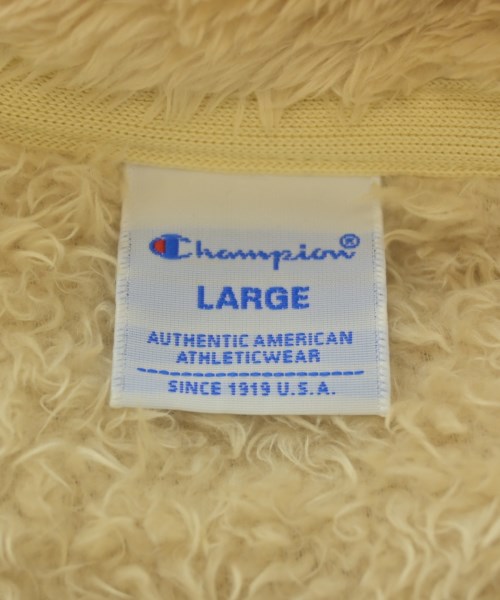 Champion®
LARGE
AUTHENTIC AMERICAN
ATHLETICWEAR
SINCE 1919 U.S.A.